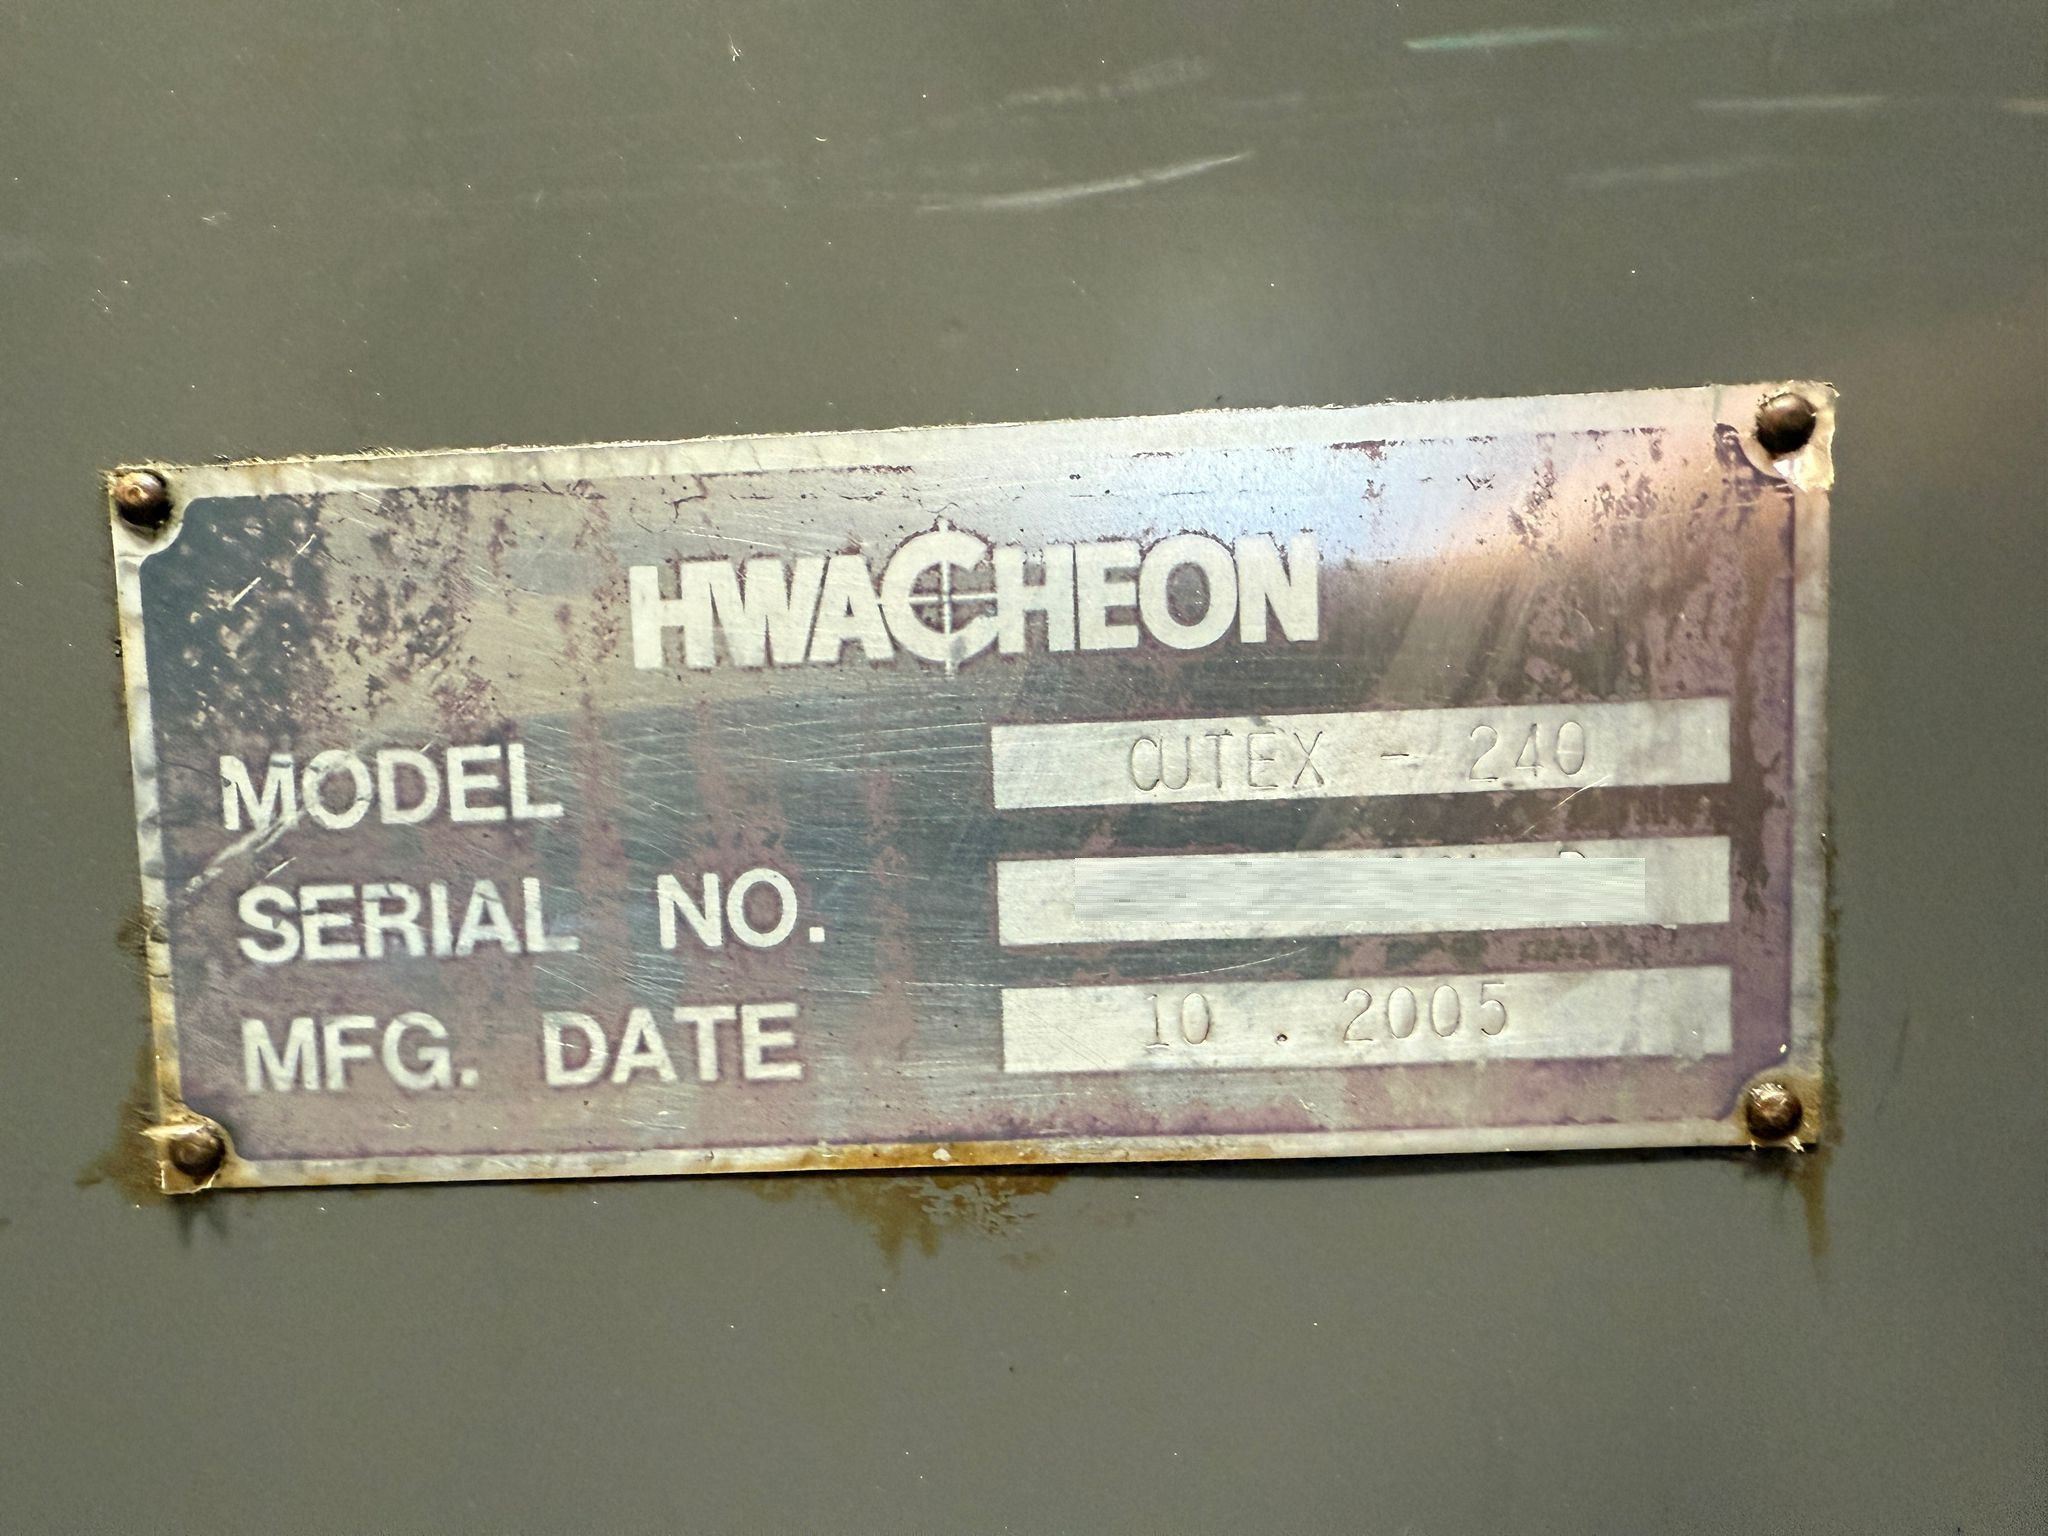 HWACHEON
MODEL CUTEX - 240
SERIAL NO.
MFG. DATE 10 . 2005